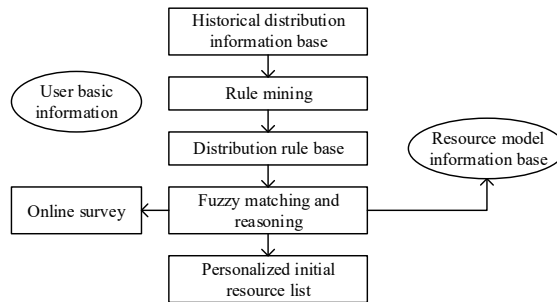 Historical distribution
information base
User basic
information
Rule mining
Distribution rule base
Resource model
information base
Online survey
Fuzzy matching and
reasoning
Personalized initial
resource list